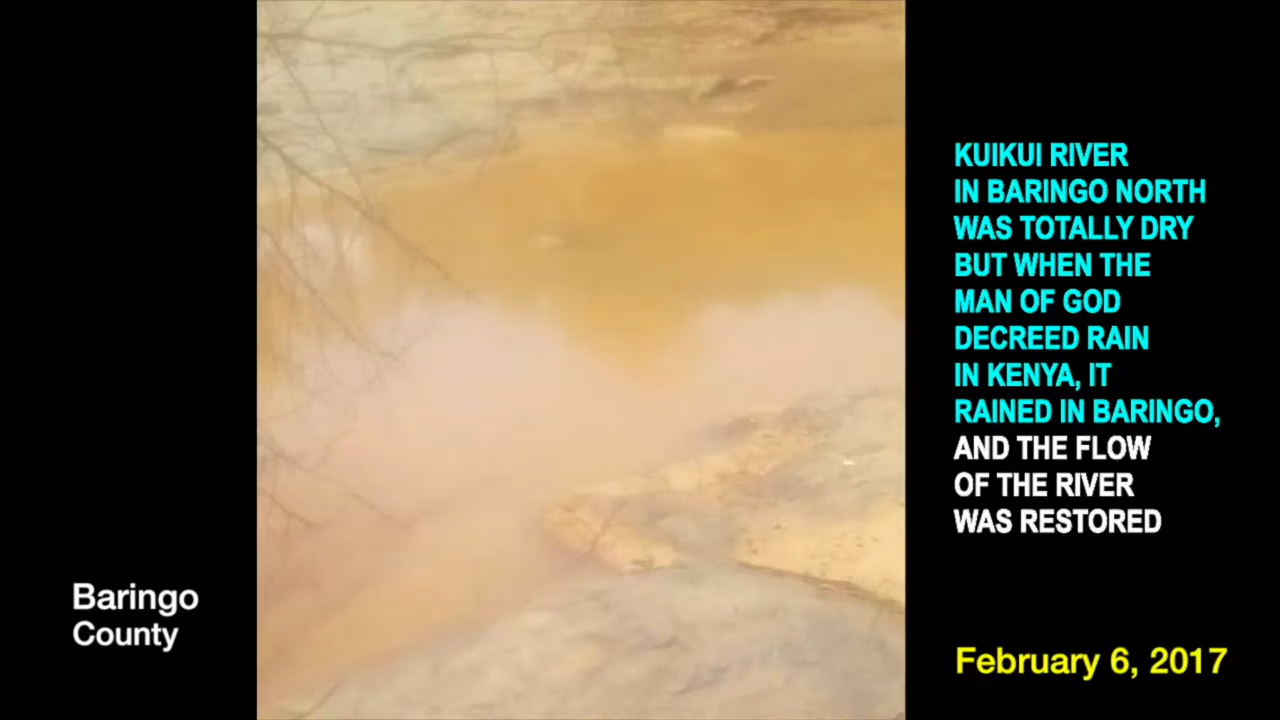 KUIKUI RIVER
IN BARINGO NORTH
WAS TOTALLY DRY
BUT WHEN THE
MAN OF GOD
DECREED RAIN
IN KENYA, IT
RAINED IN BARINGO,
AND THE FLOW
OF THE RIVER
WAS RESTORED
Baringo
County
February 6, 2017